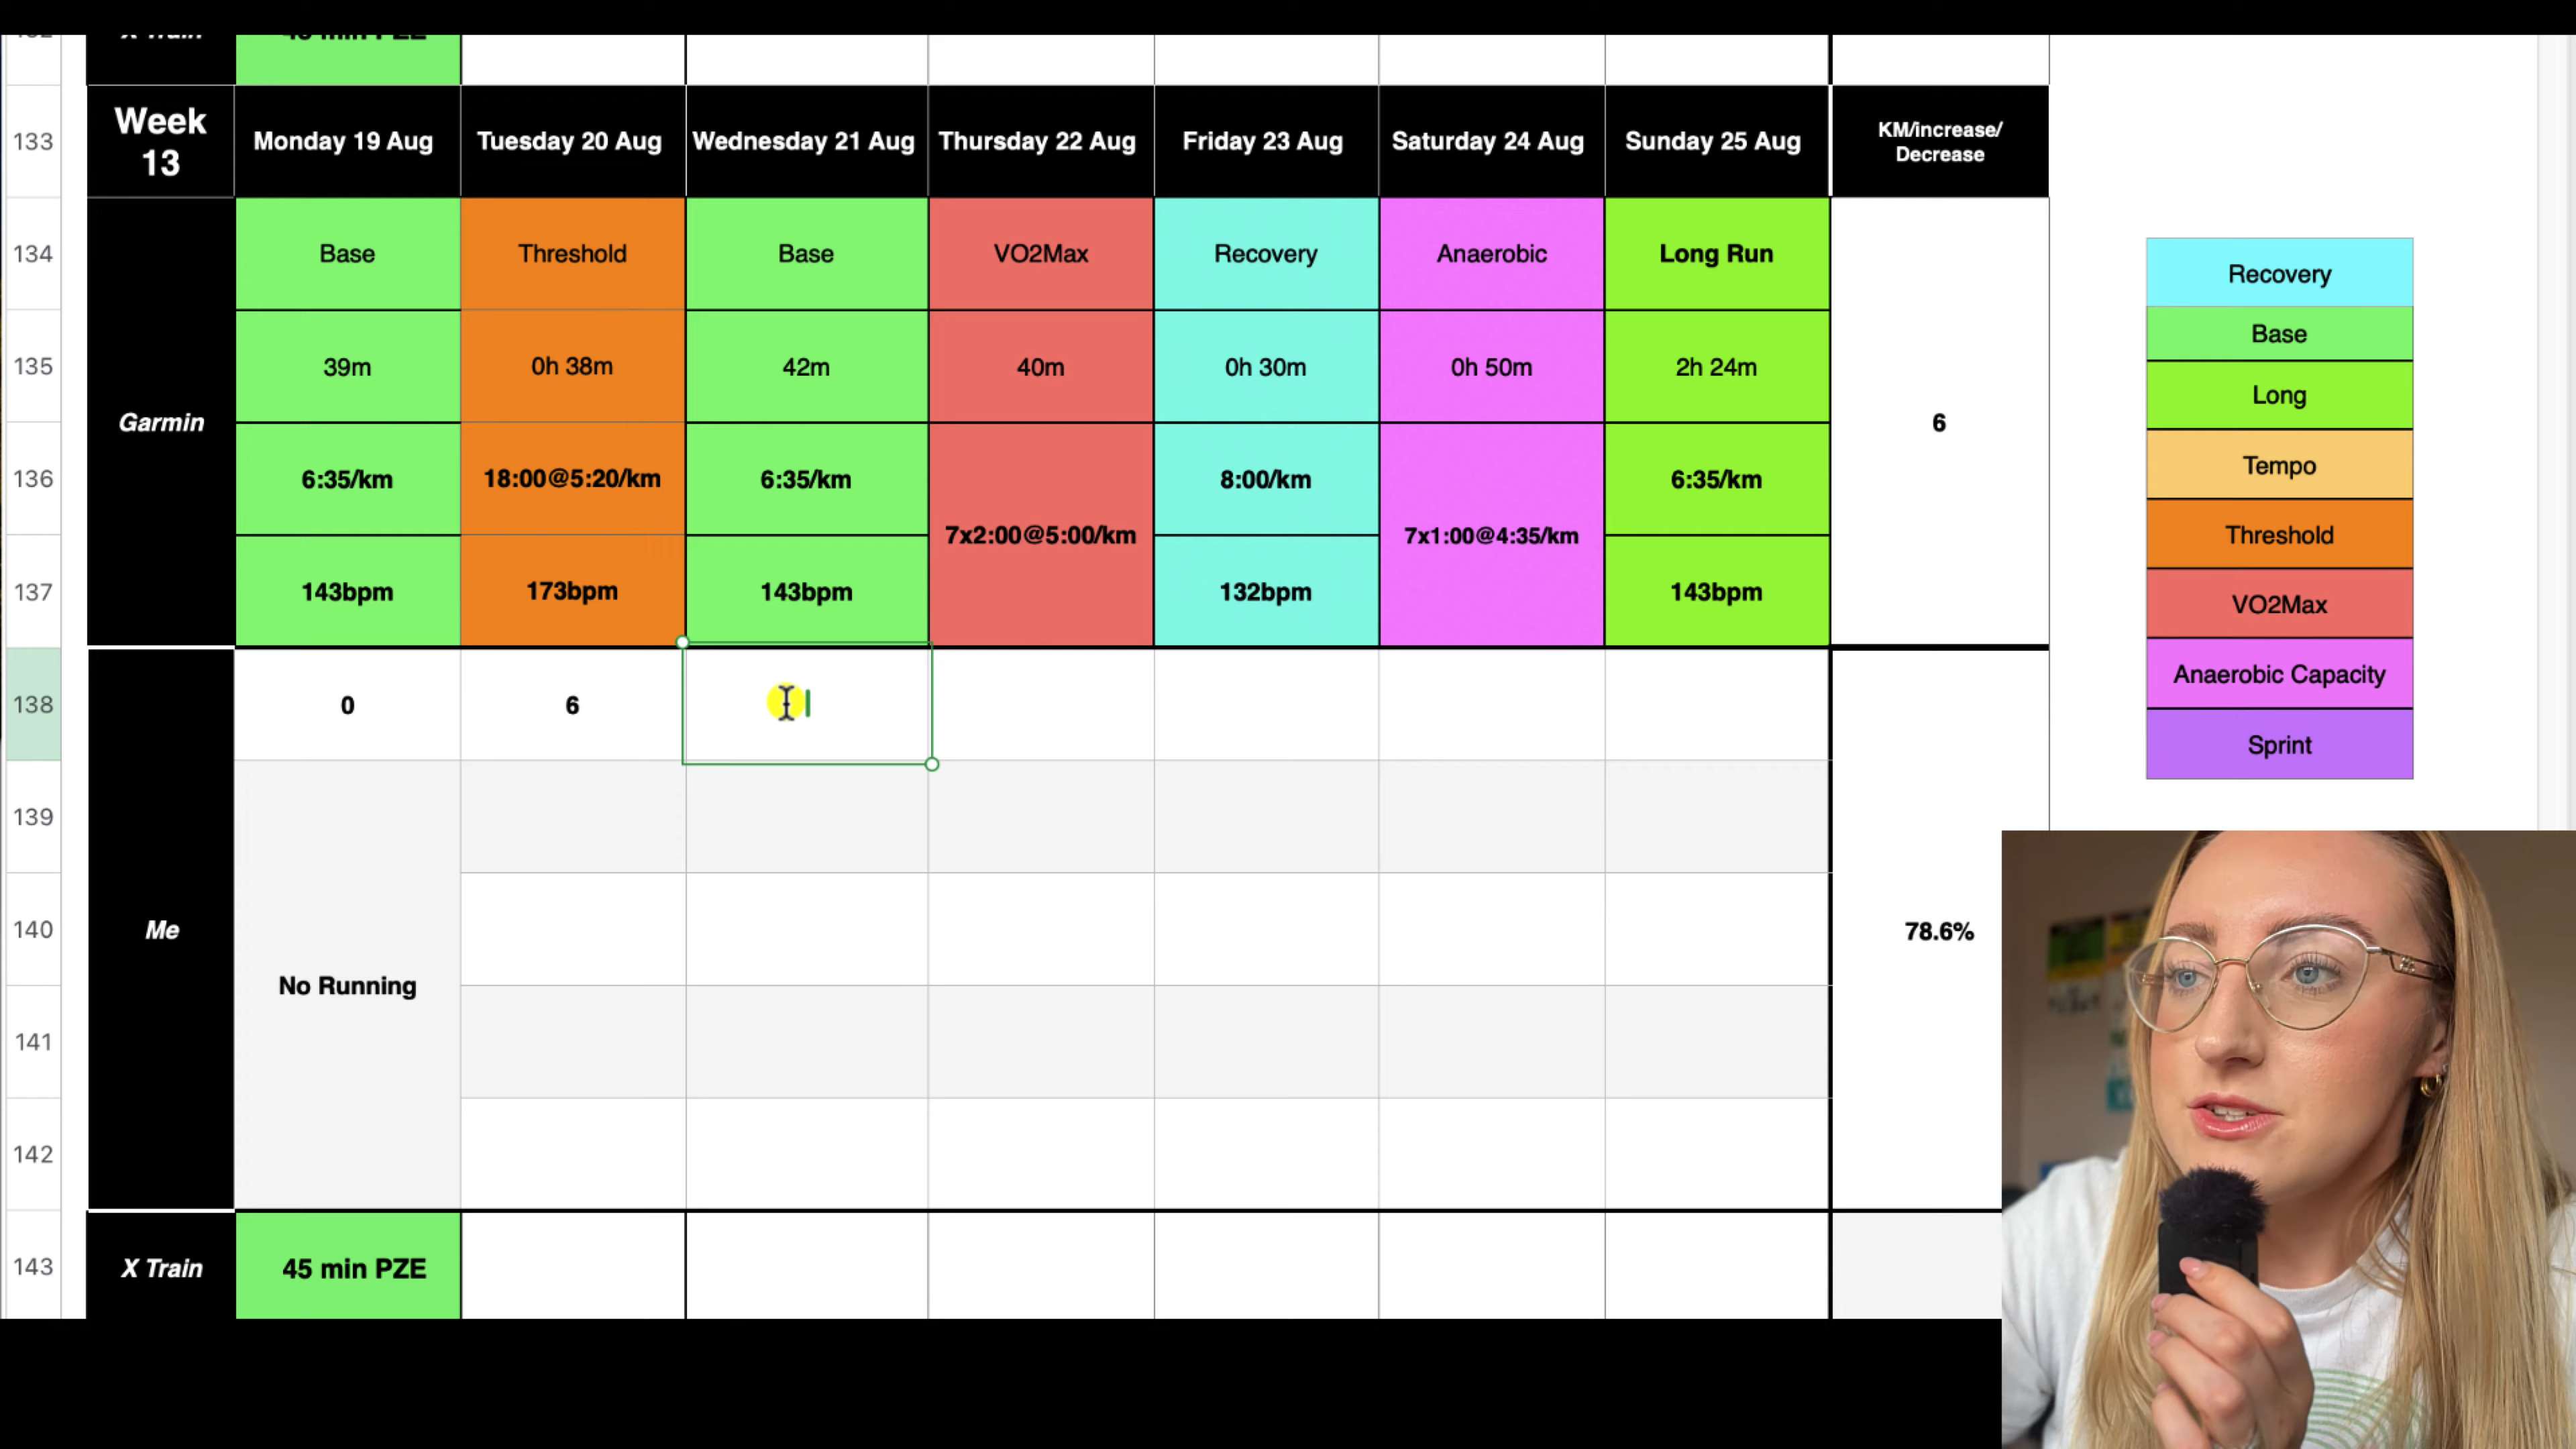 X Train
45 min PZE
133
Week
13
Monday 19 Aug
Tuesday 20 Aug
Wednesday 21 Aug
Thursday 22 Aug
Friday 23 Aug
Saturday 24 Aug
Sunday 25 Aug
KM/increase/
Decrease
134
Base
Threshold
Base
VO2Max
Recovery
Anaerobic
Long Run
135
39m
0h 38m
42m
40m
0h 30m
0h 50m
2h 24m
Garmin
6
136
6:35/km
18:00@5:20/km
6:35/km
7x2:00@5:00/km
8:00/km
7x1:00@4:35/km
6:35/km
137
143bpm
173bpm
143bpm
132bpm
143bpm
138
0
6
139
140
Me
78.6%
No Running
141
142
143
X Train
45 min PZE
Recovery
Base
Long
Tempo
Threshold
VO2Max
Anaerobic Capacity
Sprint